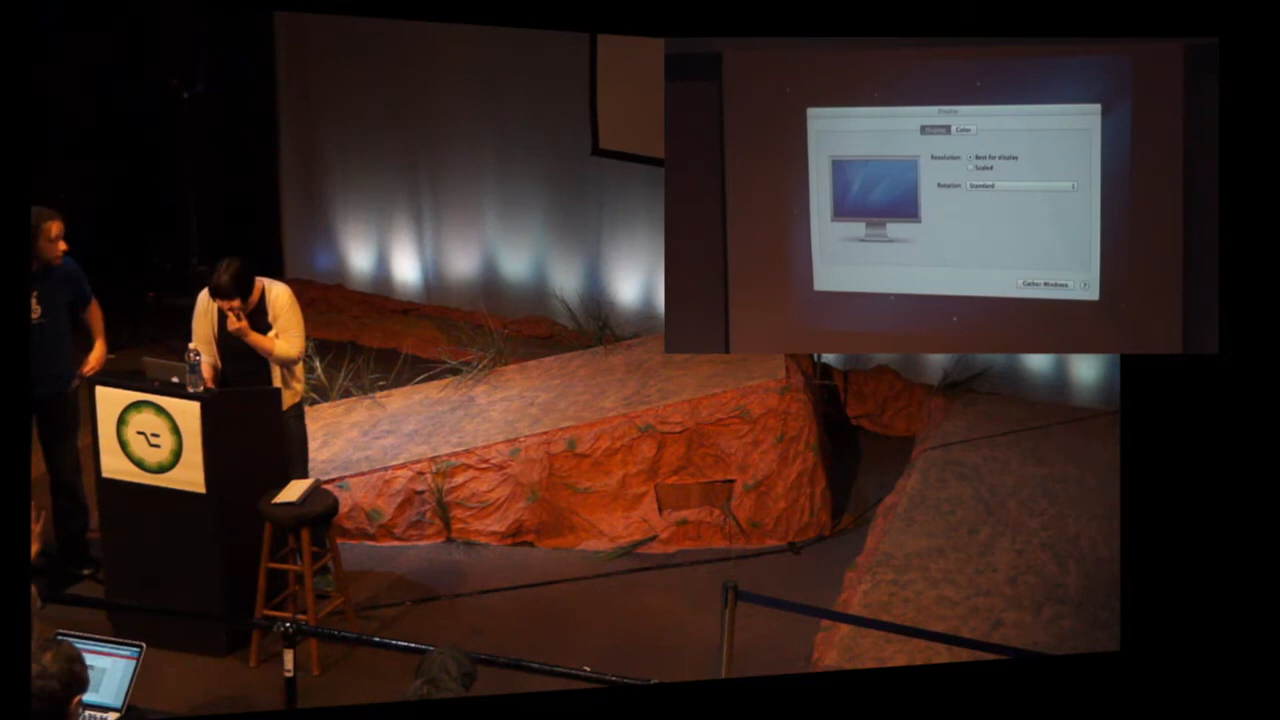 Display
Display Color
Resolution: Best for display
Scaled
Rotation: Standard
Gather Windows ?